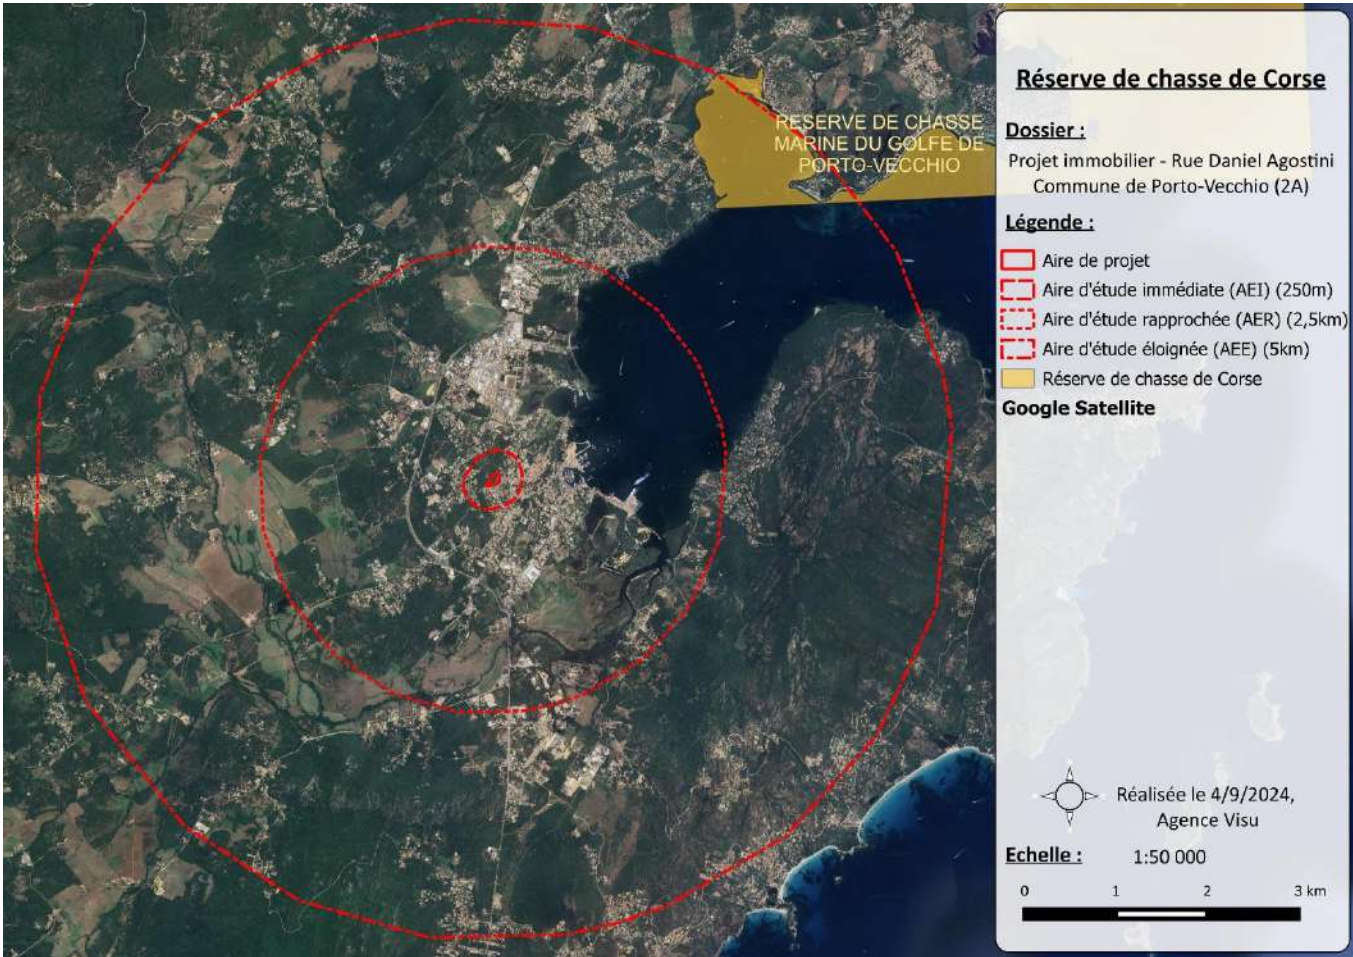 RESERVE DE CHASSE
MARINE DU GOLFE DE
PORTO-VECCHIO
Réserve de chasse de Corse
Dossier :
Projet immobilier - Rue Daniel Agostini
Commune de Porto-Vecchio (2A)
Légende :
Aire de projet
Aire d'étude immédiate (AEI) (250m)
Aire d'étude rapprochée (AER) (2,5km)
Aire d'étude éloignée (AEE) (5km)
Réserve de chasse de Corse
Google Satellite
Réalisée le 4/9/2024,
Agence Visu
Echelle : 1:50 000
0 1 2 3 km